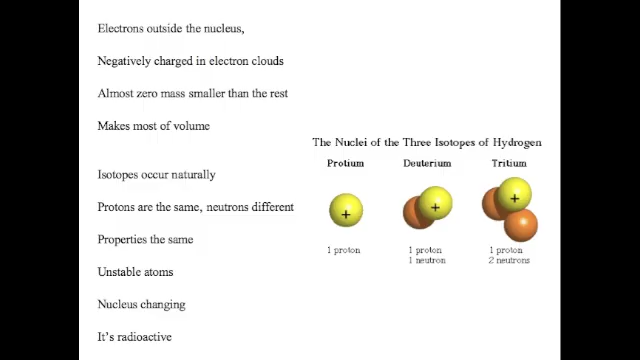 Electrons outside the nucleus,
Negatively charged in electron clouds
Almost zero mass smaller than the rest
Makes most of volume
Isotopes occur naturally
Protons are the same, neutrons different
Properties the same
Unstable atoms
Nucleus changing
It's radioactive
The Nuclei of the Three Isotopes of Hydrogen
Protium Deuterium Tritium
+ + +
1 proton 1 proton 1 proton
1 neutron 2 neutrons